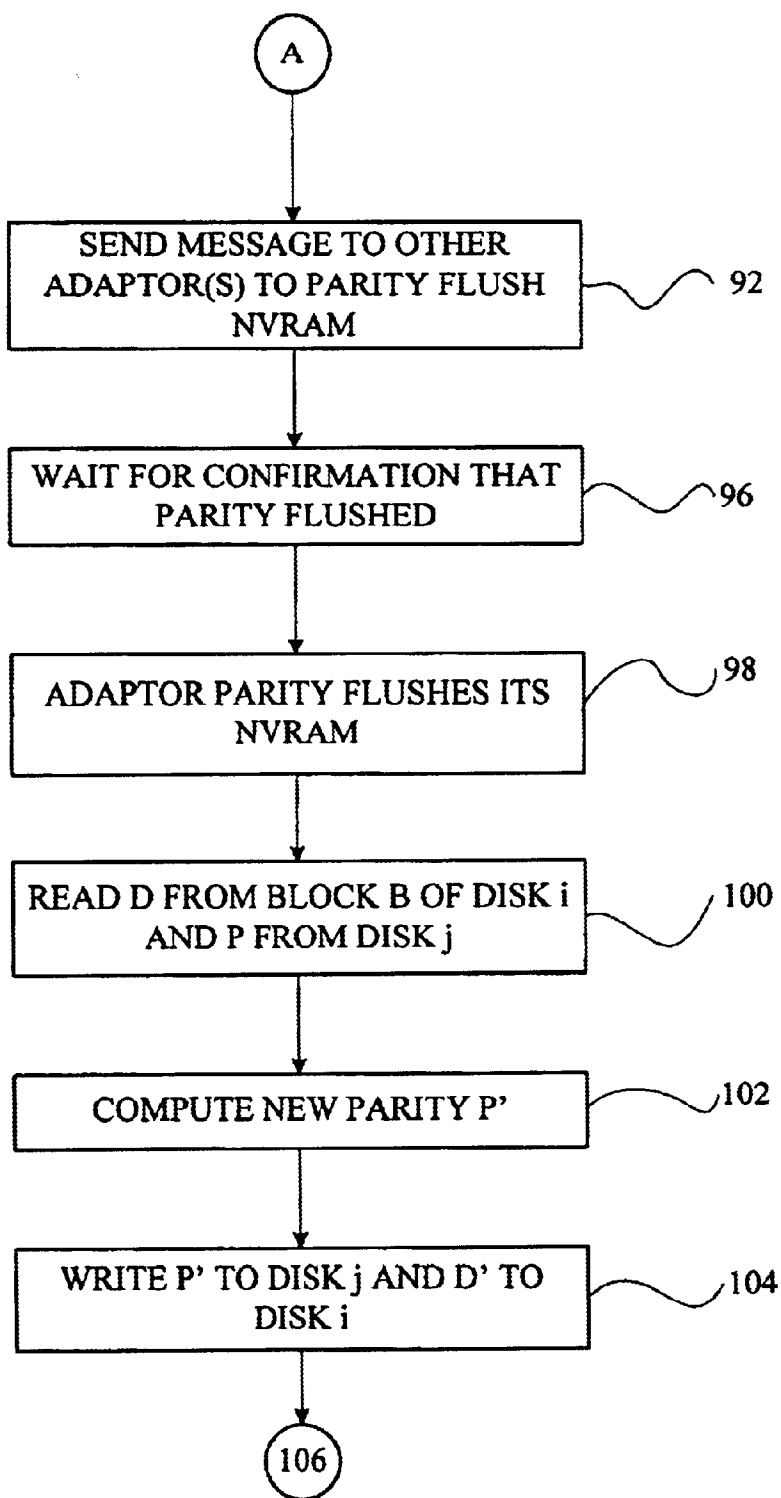 A
SEND MESSAGE TO OTHER
ADAPTOR(S) TO PARITY FLUSH
NVRAM
92
WAIT FOR CONFIRMATION THAT
PARITY FLUSHED
96
ADAPTOR PARITY FLUSHES ITS
NVRAM
98
READ D FROM BLOCK B OF DISK i
AND P FROM DISK j
100
COMPUTE NEW PARITY P'
102
WRITE P' TO DISK j AND D' TO
DISK i
104
106